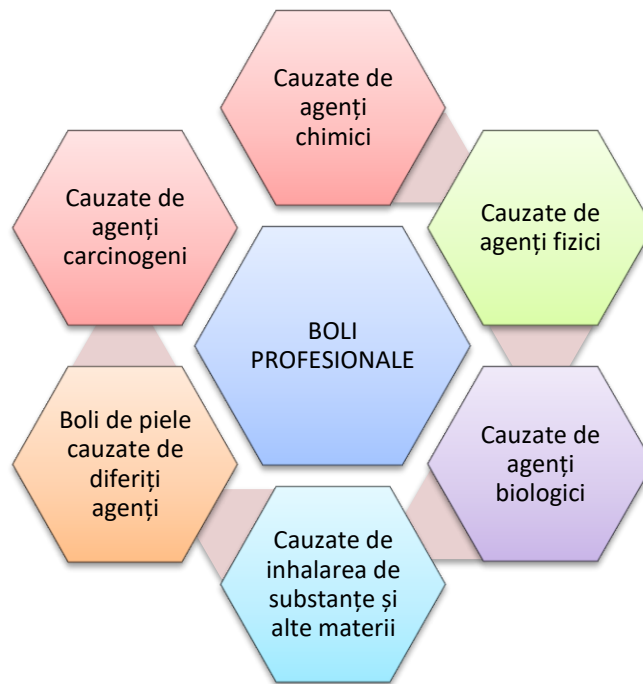 Cauzate de
agenți
chimici
Cauzate de
agenți fizici
Cauzate de
agenți
biologici
Cauzate de
inhalarea de
substanțe și
alte materii
Boli de piele
cauzate de
diferiți
agenți
Cauzate de
agenți
carcinogeni
BOLI
PROFESIONALE